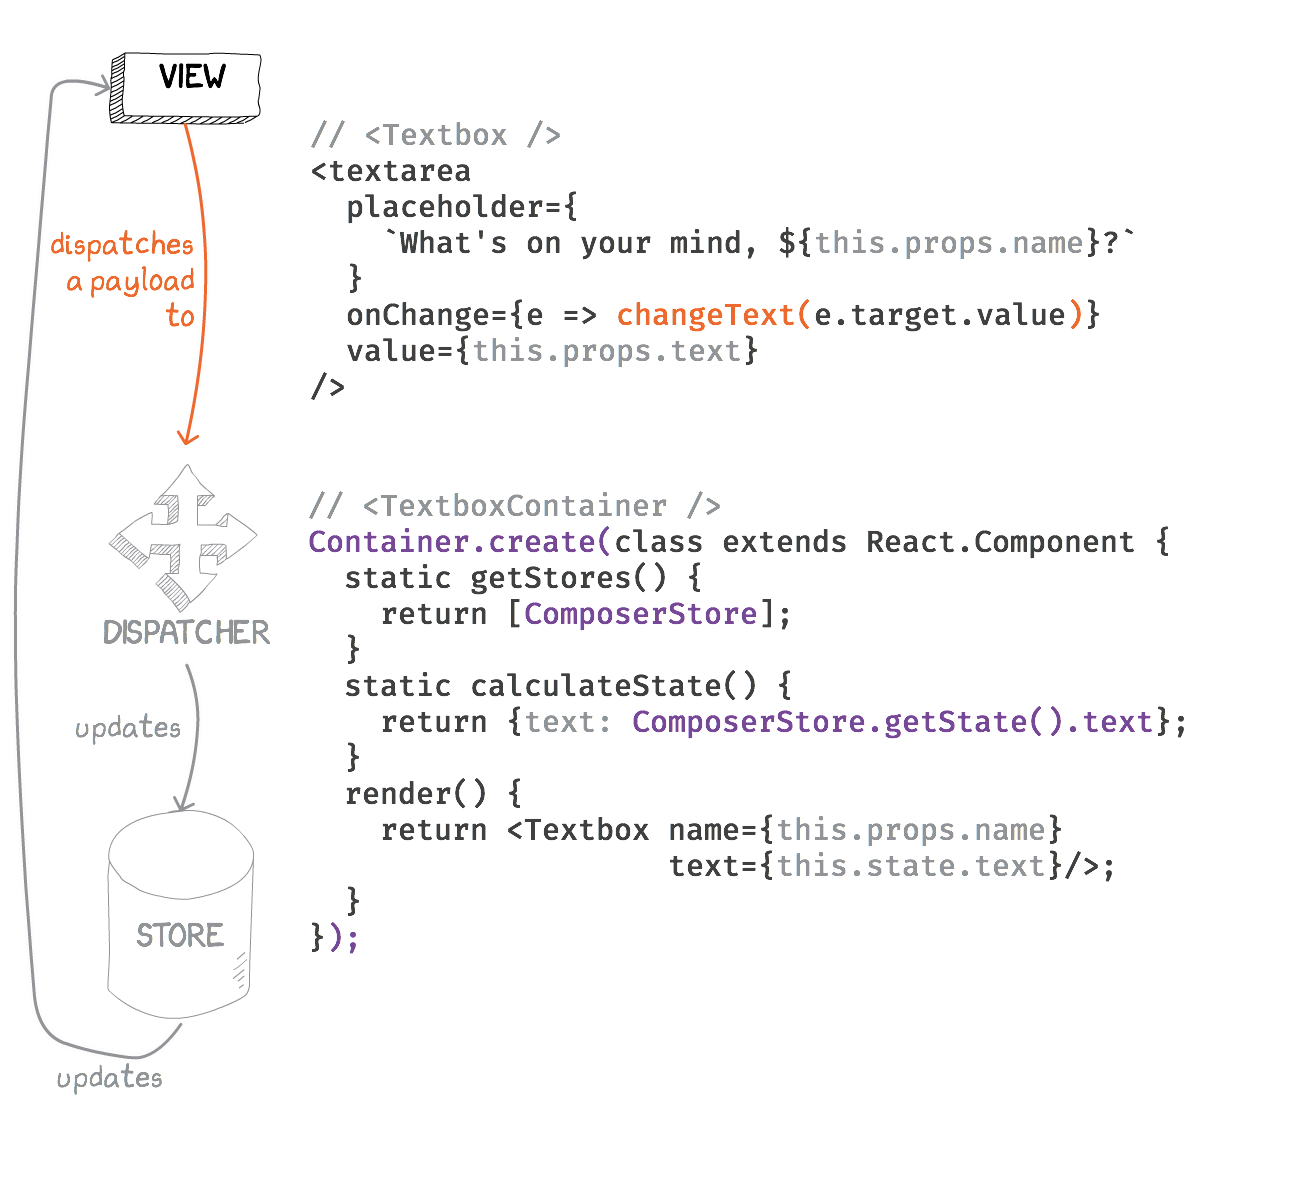 VIEW
dispatches
a payload
to
DISPATCHER
updates
STORE
updates
// <Textbox />
<textarea
  placeholder={
    `What's on your mind, ${this.props.name}?`
  }
  onChange={e => changeText(e.target.value)}
  value={this.props.text}
/>
// <TextboxContainer />
Container.create(class extends React.Component {
  static getStores() {
    return [ComposerStore];
  }
  static calculateState() {
    return {text: ComposerStore.getState().text};
  }
  render() {
    return <Textbox name={this.props.name}
                    text={this.state.text}/>;
  }
});